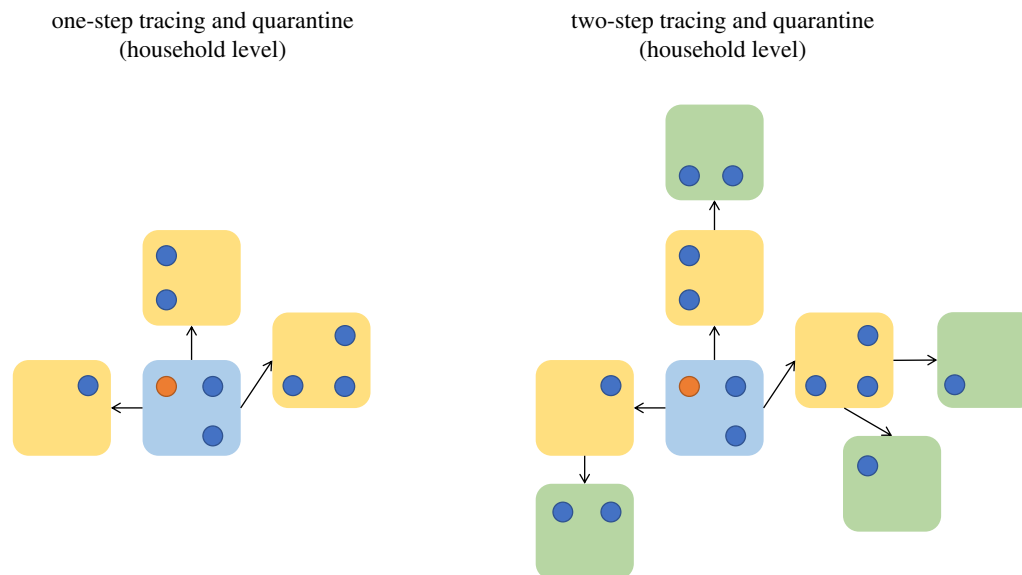 one-step tracing and quarantine
(household level)
two-step tracing and quarantine
(household level)